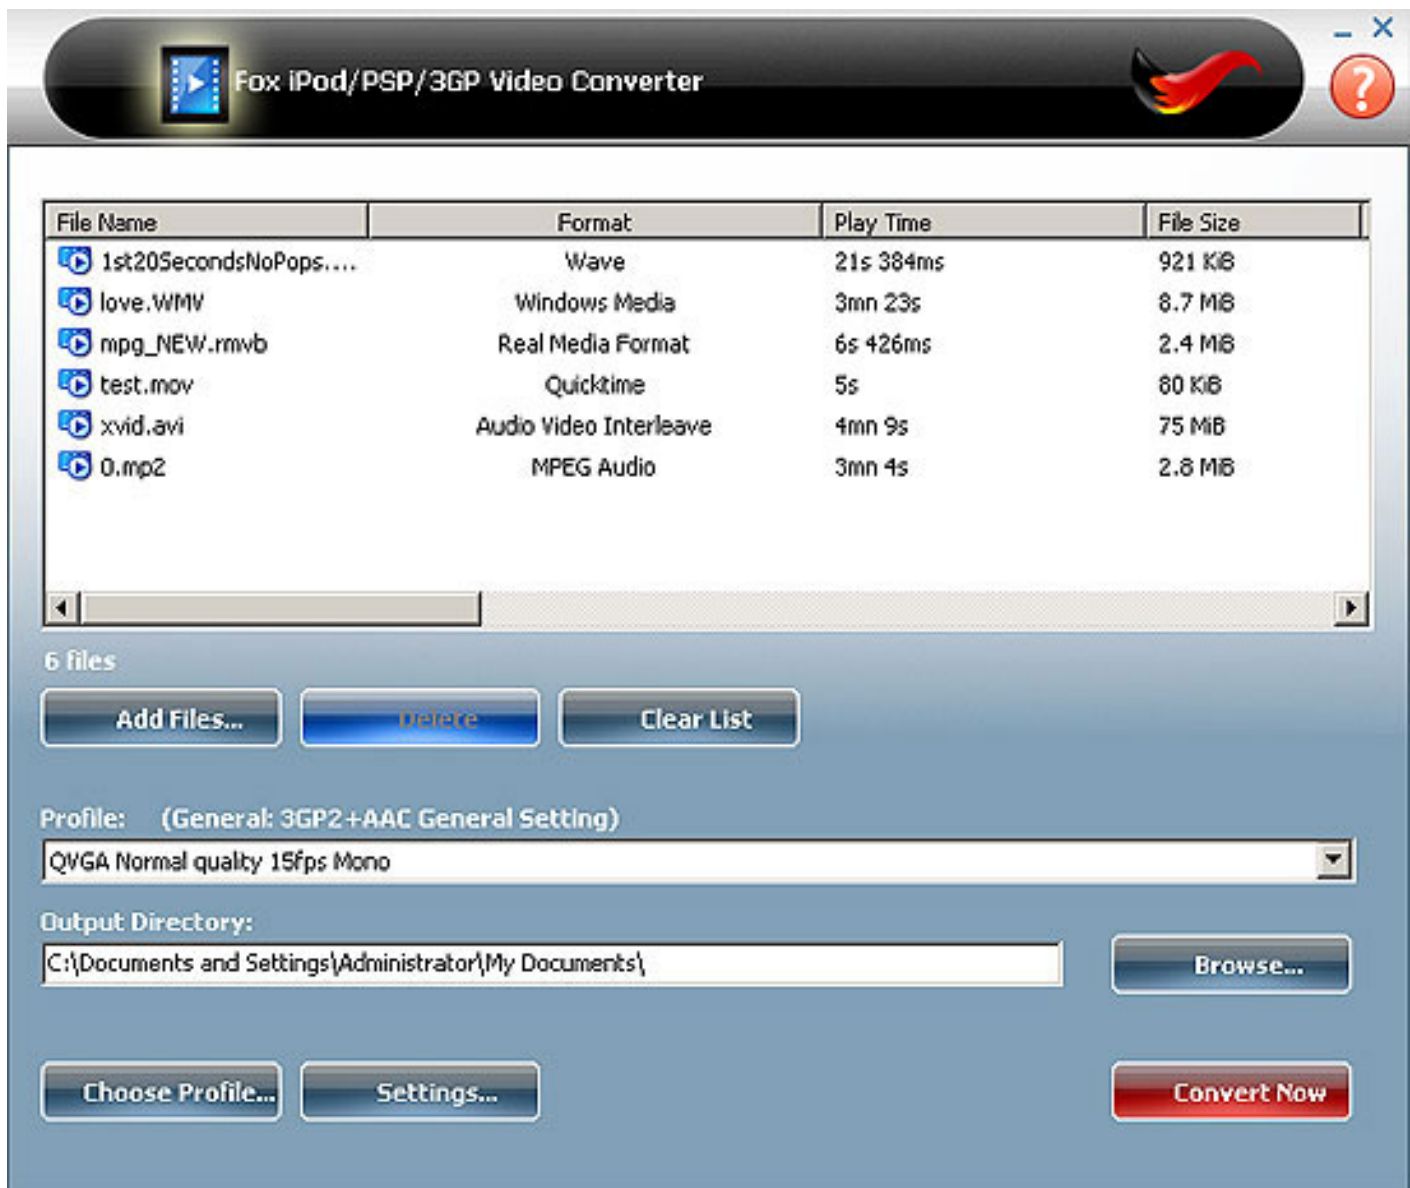 Fox iPod/PSP/3GP Video Converter
?
File Name Format Play Time File Size
1st20SecondsNoPops.... Wave 21s 384ms 921 KiB
love.WMV Windows Media 3mn 23s 8.7 MiB
mpg_NEW.rmvb Real Media Format 6s 426ms 2.4 MiB
test.mov Quicktime 5s 80 KiB
xvid.avi Audio Video Interleave 4mn 9s 75 MiB
0.mp2 MPEG Audio 3mn 4s 2.8 MiB
6 files
Add Files... Delete Clear List
Profile: (General: 3GP2+AAC General Setting)
QVGA Normal quality 15fps Mono
Output Directory:
C:\Documents and Settings\Administrator\My Documents\ Browse...
Choose Profile... Settings... Convert Now